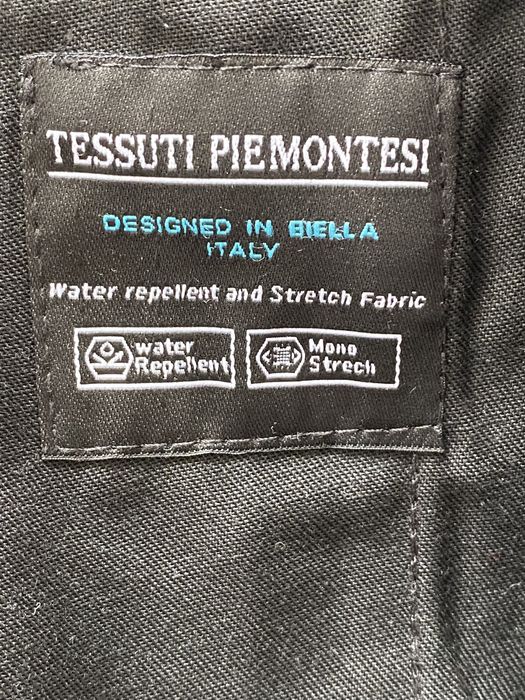 TESSUTI PIEMONTESI
DESIGNED IN BIELLA
ITALY
Water repellent and Stretch Fabric
water
Repellent
Mono
Strech